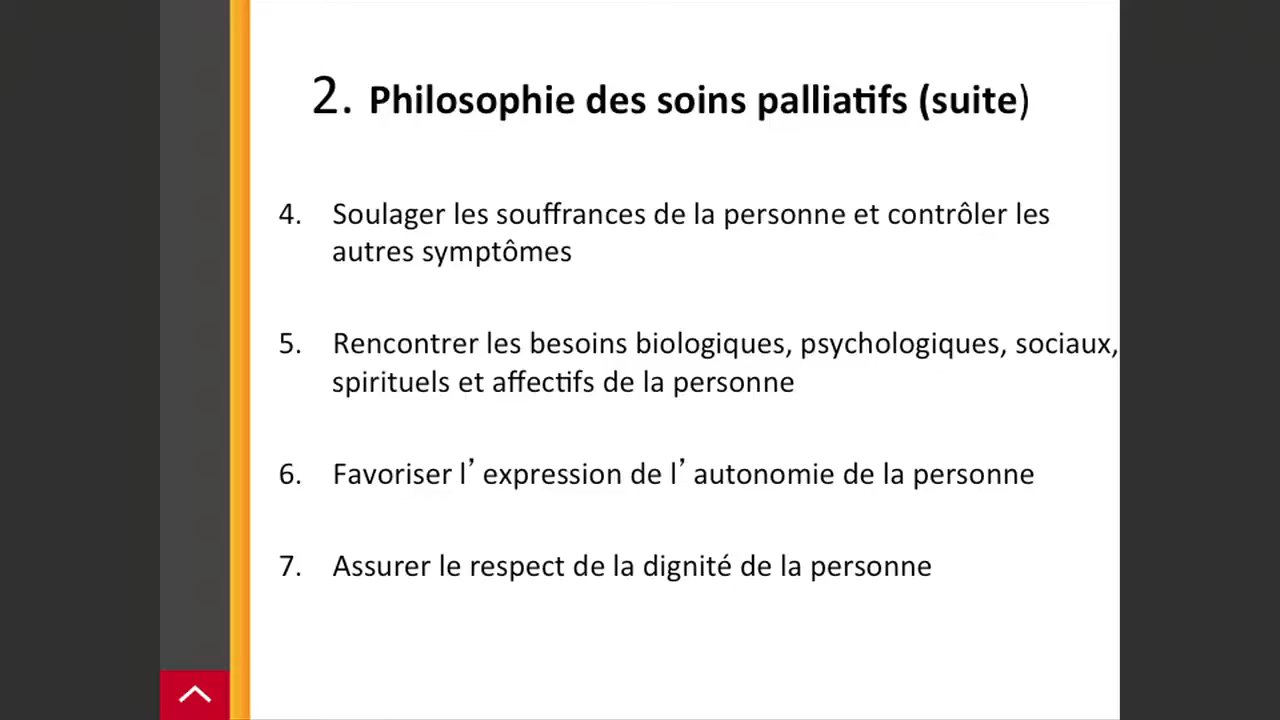 2. Philosophie des soins palliatifs (suite)
4. Soulager les souffrances de la personne et contrôler les
autres symptômes
5. Rencontrer les besoins biologiques, psychologiques, sociaux,
spirituels et affectifs de la personne
6. Favoriser l’expression de l’autonomie de la personne
7. Assurer le respect de la dignité de la personne